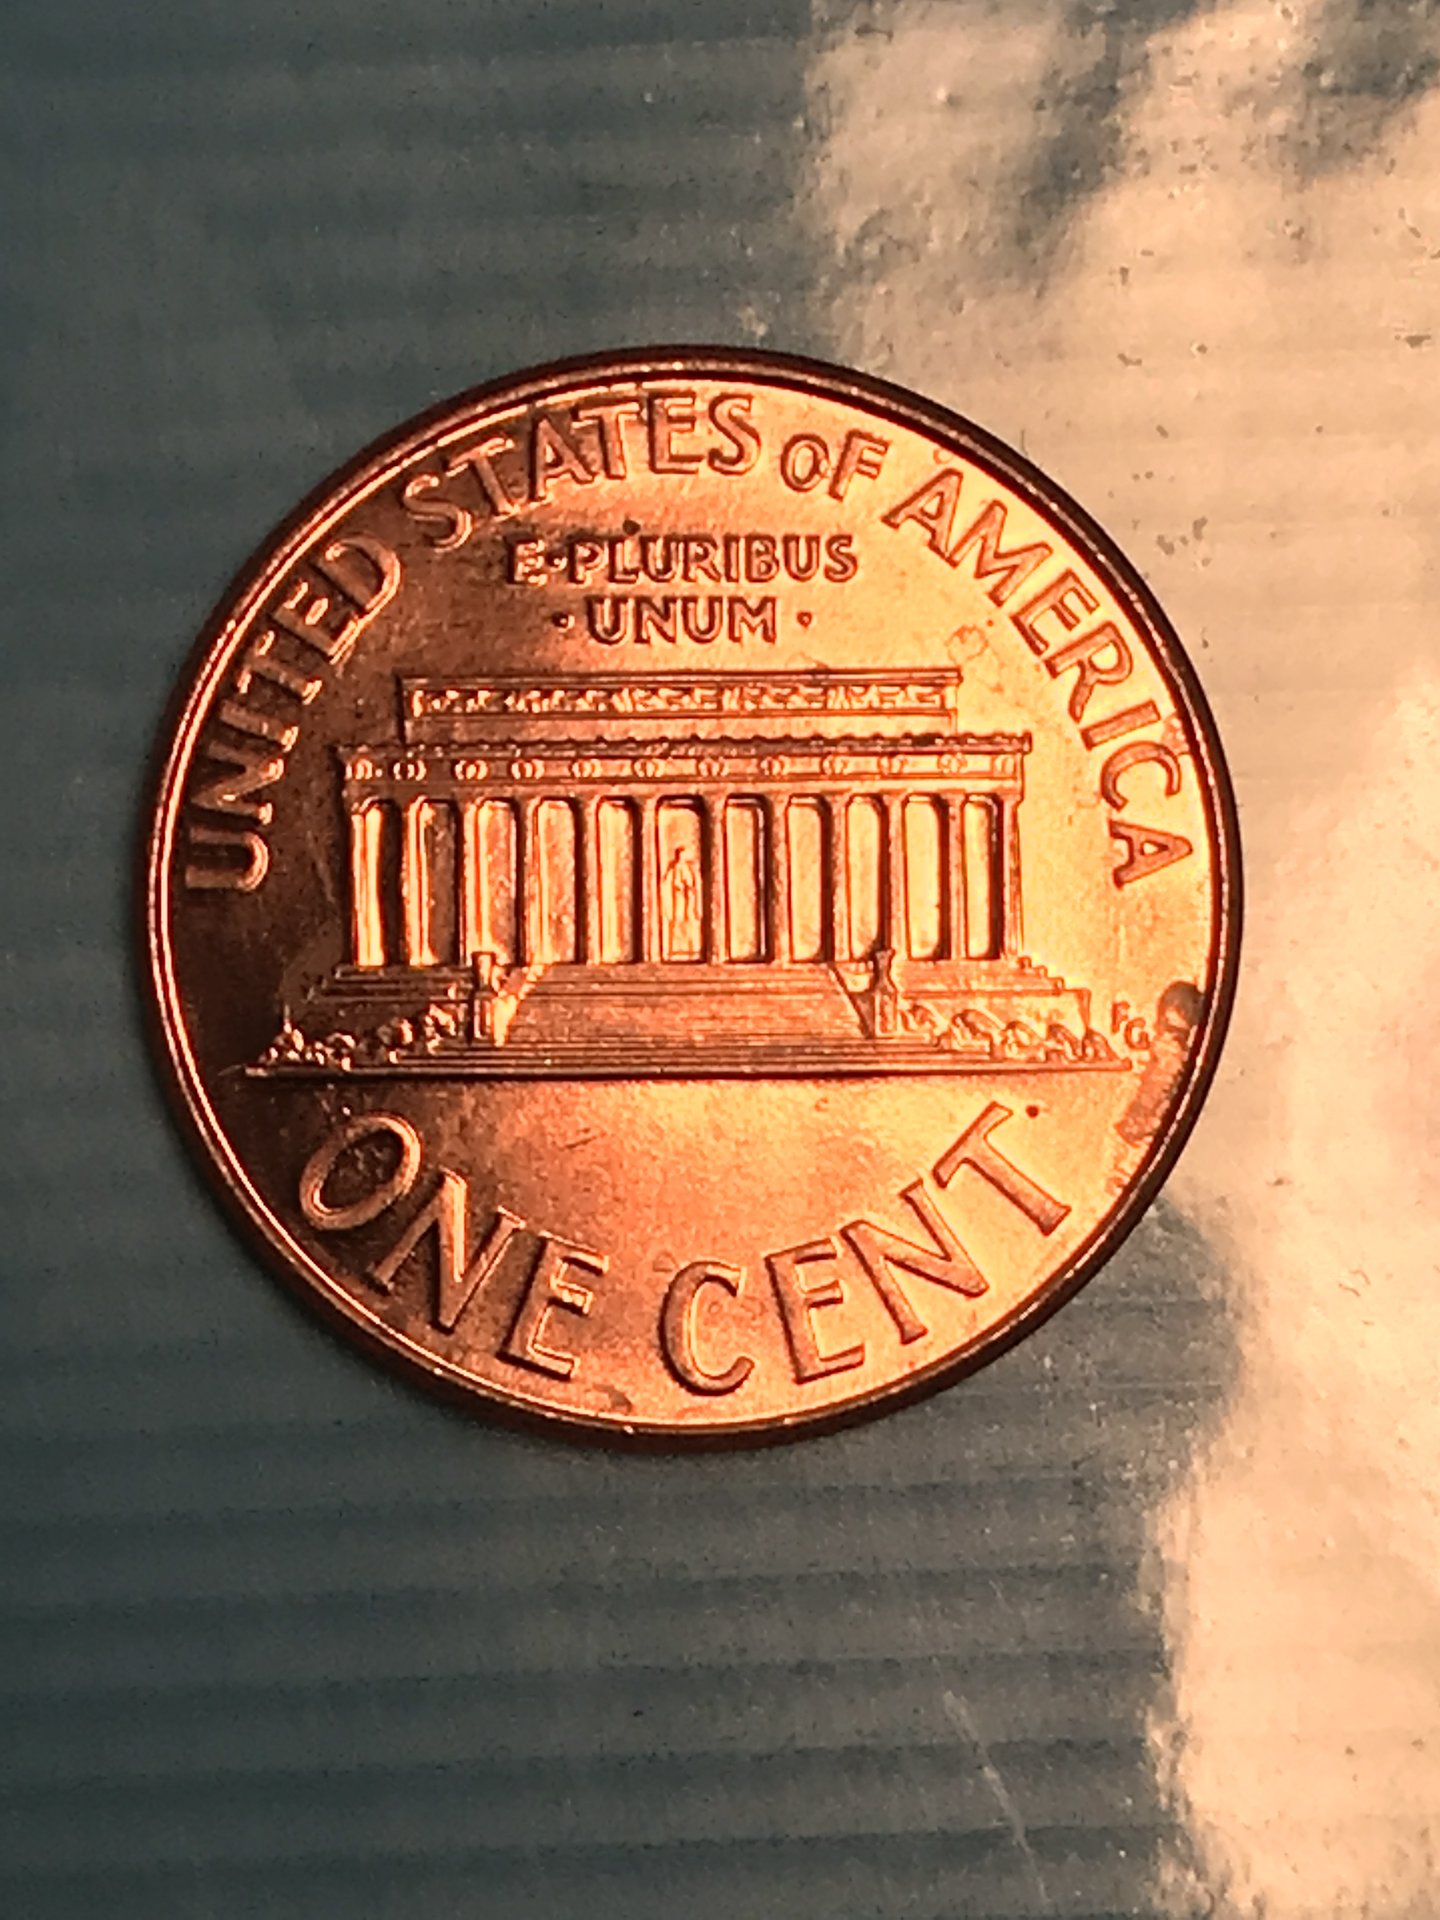 UNITED STATES OF AMERICA
E·PLURIBUS
·UNUM·
FG
ONE CENT